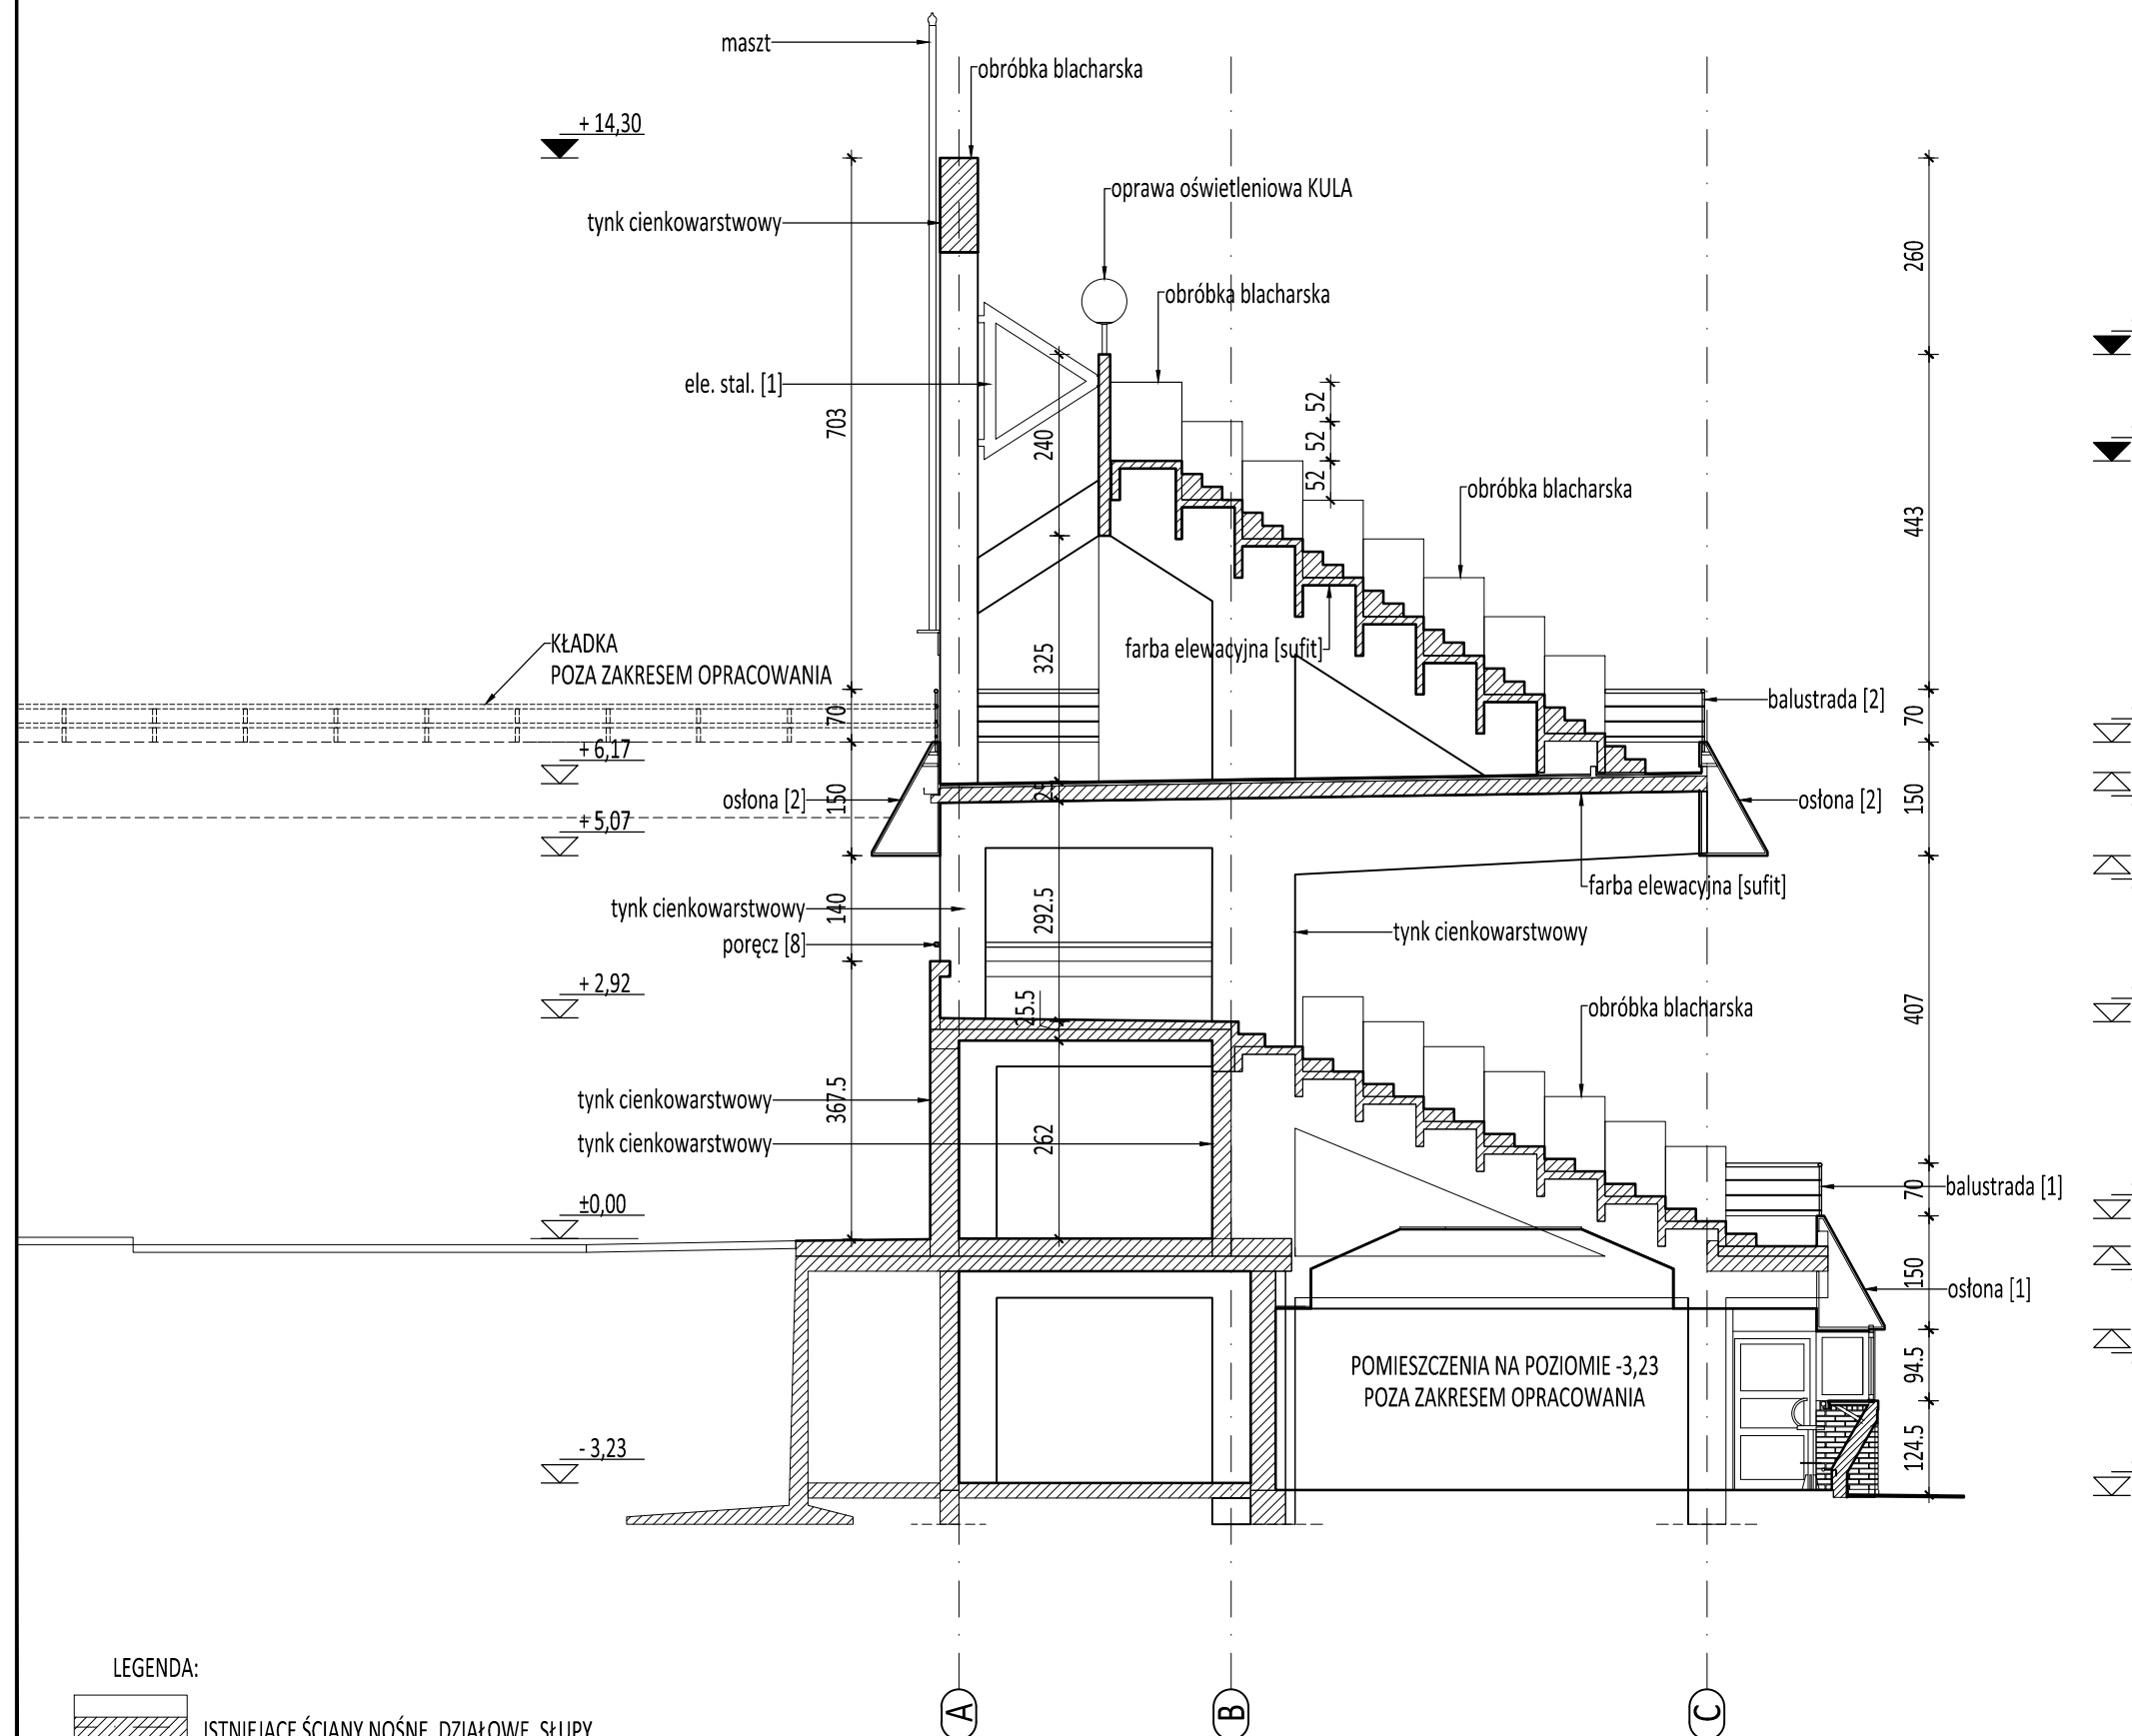 maszt
obróbka blacharska
+ 14,30
oprawa oświetleniowa KULA
tynk cienkowarstwowy
260
obróbka blacharska
ele. stal. [1]
703
240
52
52
52
obróbka blacharska
443
KŁADKA
POZA ZAKRESEM OPRACOWANIA
325
farba elewacyjna [sufit]
70
balustrada [2]
70
+ 6,17
osłona [2]
150
osłona [2]
150
+ 5,07
farba elewacyjna [sufit]
tynk cienkowarstwowy
140
292.5
tynk cienkowarstwowy
poręcz [8]
+ 2,92
25.5
obróbka blacharska
407
tynk cienkowarstwowy
367.5
tynk cienkowarstwowy
262
±0,00
70
balustrada [1]
150
osłona [1]
POMIESZCZENIA NA POZIOMIE -3,23
POZA ZAKRESEM OPRACOWANIA
94.5
- 3,23
124.5
LEGENDA:
A
B
C
ISTNIEJĄCE ŚCIANY NOŚNE, DZIAŁOWE, SŁUPY